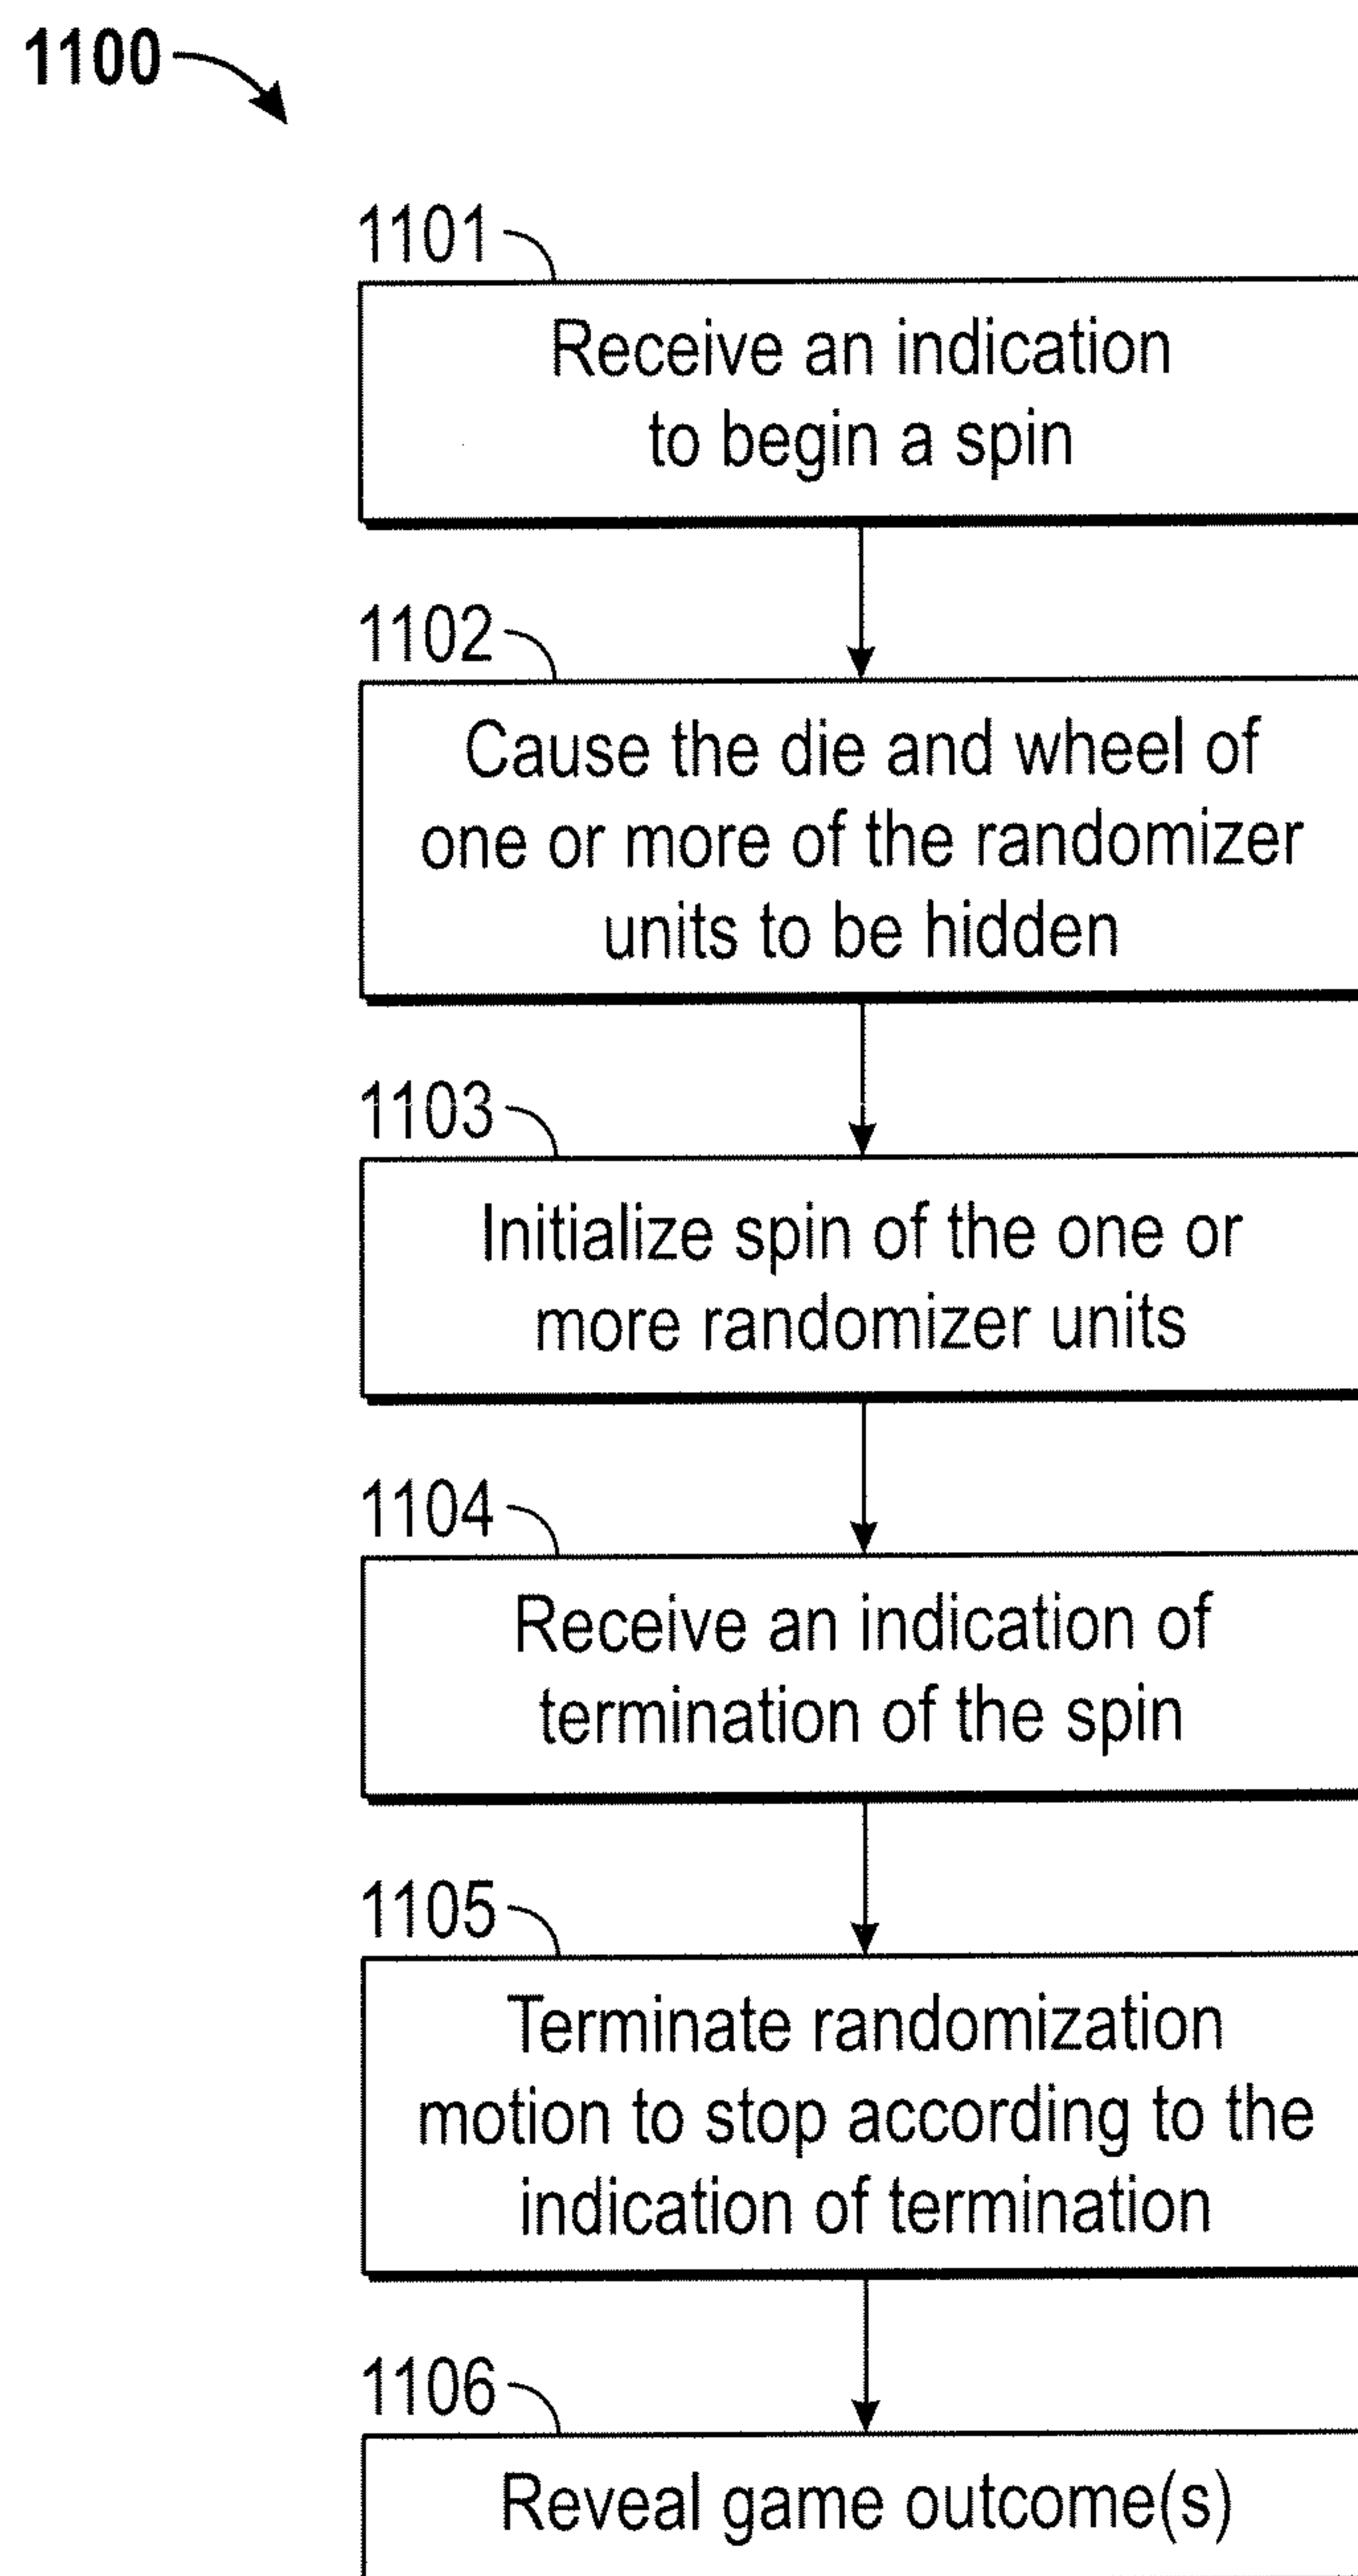 1100
1101
Receive an indication
to begin a spin
1102
Cause the die and wheel of
one or more of the randomizer
units to be hidden
1103
Initialize spin of the one or
more randomizer units
1104
Receive an indication of
termination of the spin
1105
Terminate randomization
motion to stop according to the
indication of termination
1106
Reveal game outcome(s)